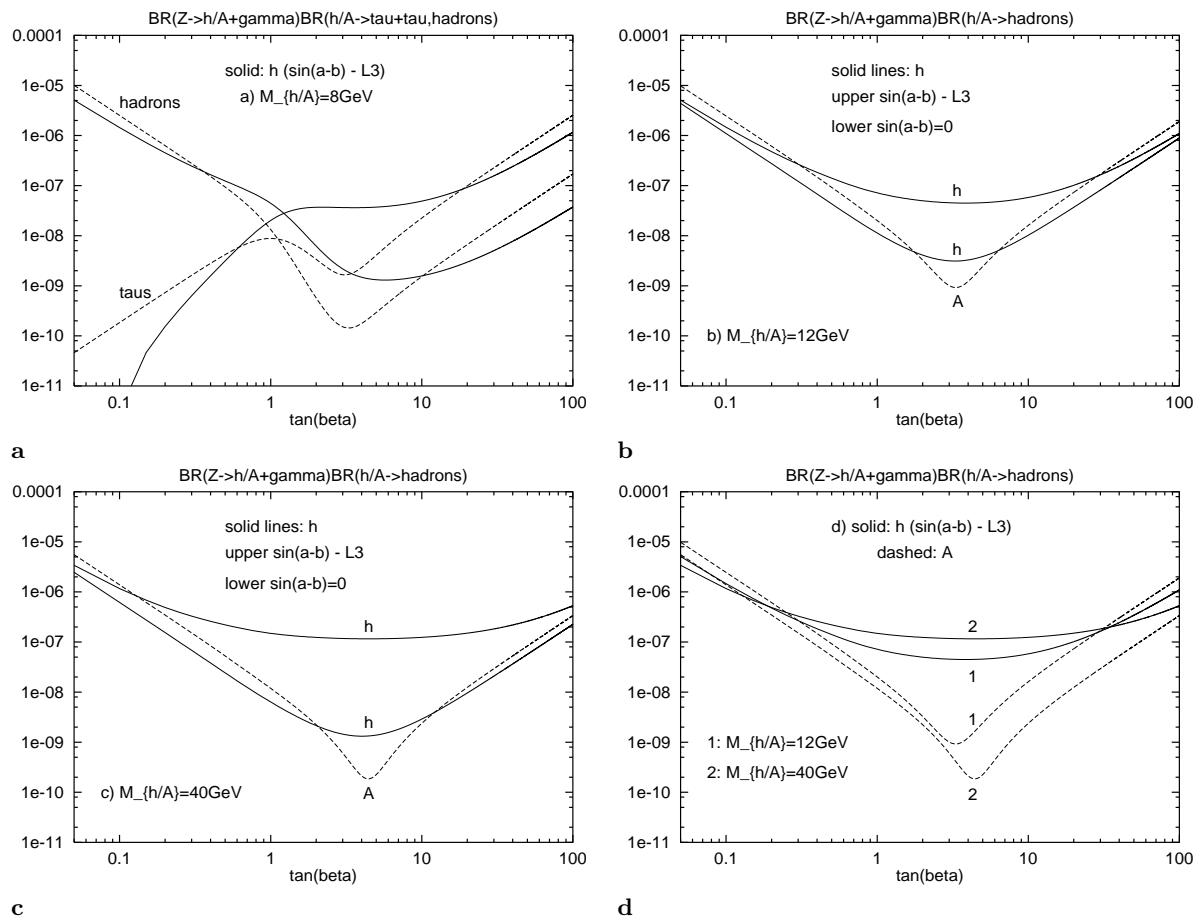 BR(Z->h/A+gamma)BR(h/A->tau+tau,hadrons)
0.0001
1e-05
1e-06
1e-07
1e-08
1e-09
1e-10
1e-11
solid: h (sin(a-b) - L3)
a) M_{h/A}=8GeV
hadrons
taus
0.1 1 10 100
tan(beta)
a
BR(Z->h/A+gamma)BR(h/A->hadrons)
0.0001
1e-05
1e-06
1e-07
1e-08
1e-09
1e-10
1e-11
solid lines: h
upper sin(a-b) - L3
lower sin(a-b)=0
h
h
A
b) M_{h/A}=12GeV
0.1 1 10 100
tan(beta)
b
BR(Z->h/A+gamma)BR(h/A->hadrons)
0.0001
1e-05
1e-06
1e-07
1e-08
1e-09
1e-10
1e-11
solid lines: h
upper sin(a-b) - L3
lower sin(a-b)=0
h
h
A
c) M_{h/A}=40GeV
0.1 1 10 100
tan(beta)
c
BR(Z->h/A+gamma)BR(h/A->hadrons)
0.0001
1e-05
1e-06
1e-07
1e-08
1e-09
1e-10
1e-11
d) solid: h (sin(a-b) - L3)
dashed: A
2
1
1
1: M_{h/A}=12GeV
2: M_{h/A}=40GeV
2
0.1 1 10 100
tan(beta)
d